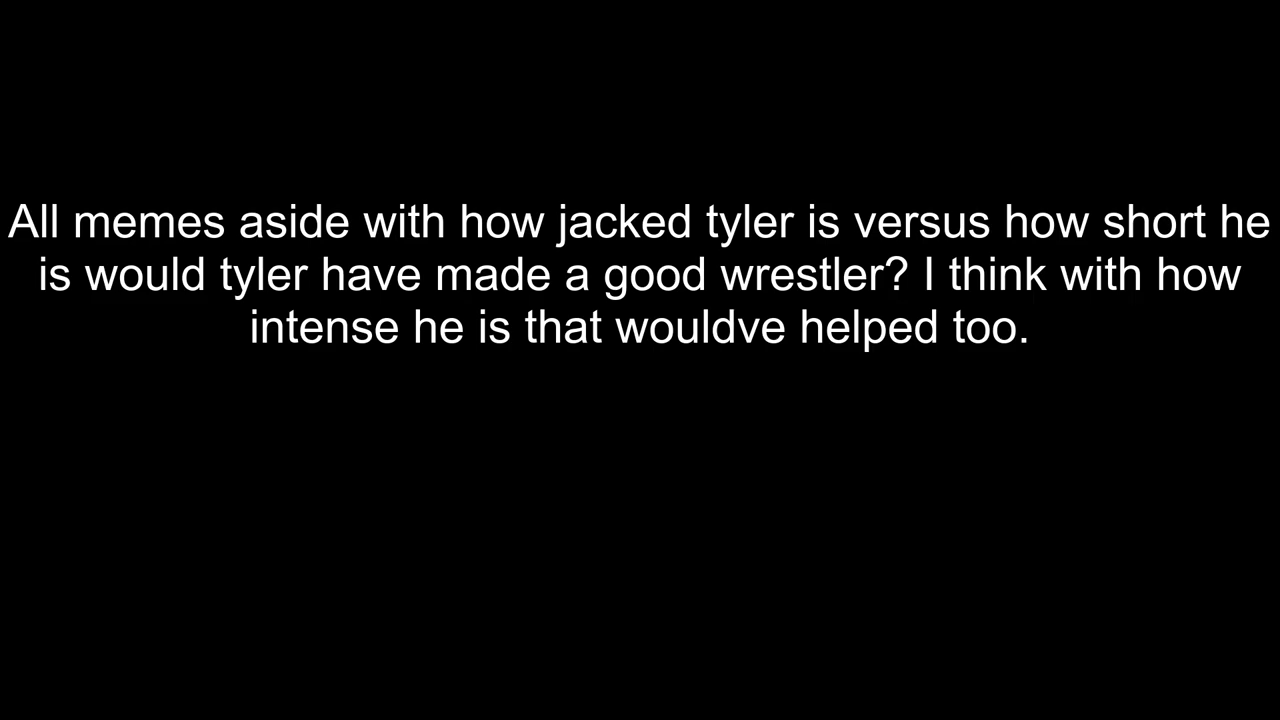 All memes aside with how jacked tyler is versus how short he
is would tyler have made a good wrestler? I think with how
intense he is that wouldve helped too.